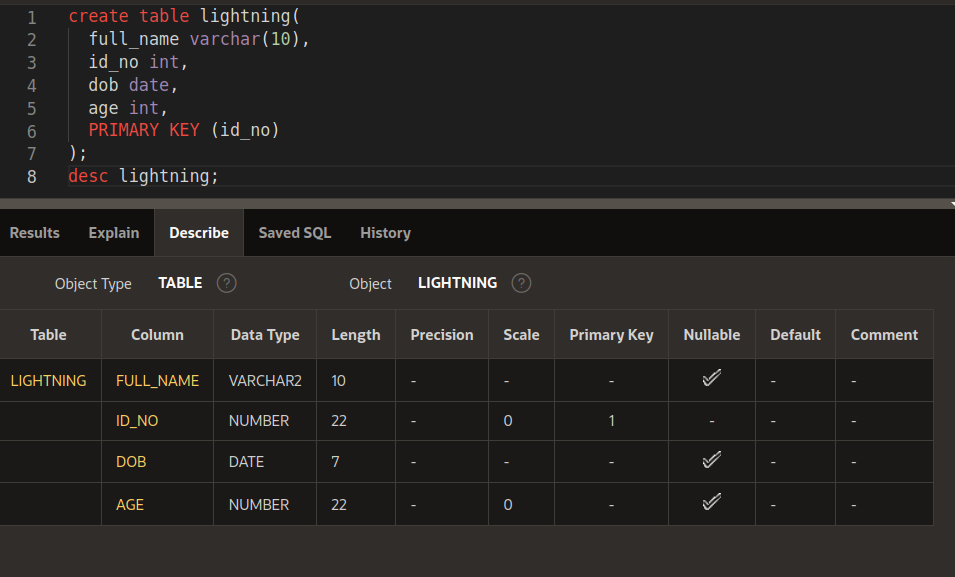 1 create table lightning(
2 full_name varchar(10),
3 id_no int,
4 dob date,
5 age int,
6 PRIMARY KEY (id_no)
7 );
8 desc lightning;
Results Explain Describe Saved SQL History
Object Type TABLE ? Object LIGHTNING ?
Table Column Data Type Length Precision Scale Primary Key Nullable Default Comment
LIGHTNING FULL_NAME VARCHAR2 10 - - - ✓ - -
ID_NO NUMBER 22 - 0 1 - - -
DOB DATE 7 - - - ✓ - -
AGE NUMBER 22 - 0 - ✓ - -